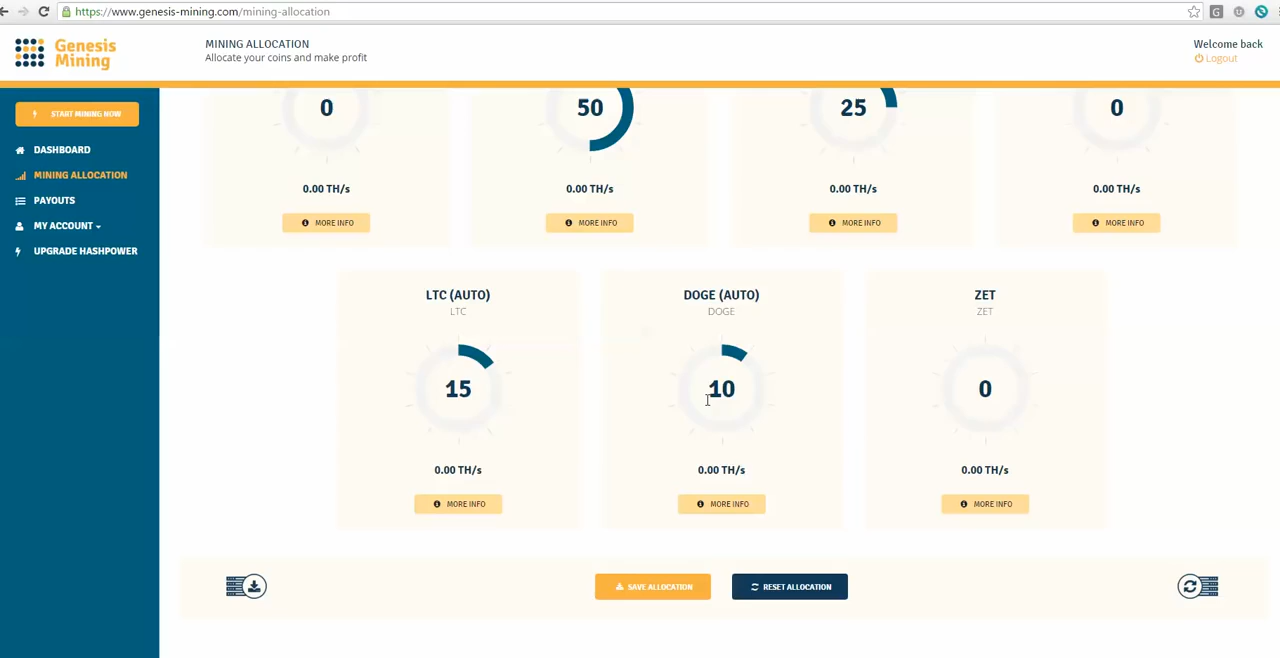 https://www.genesis-mining.com/mining-allocation
G
Genesis
Mining
MINING ALLOCATION
Allocate your coins and make profit
Welcome back
Logout
START MINING NOW
DASHBOARD
MINING ALLOCATION
PAYOUTS
MY ACCOUNT
UPGRADE HASHPOWER
0 50 25 0
0.00 TH/s 0.00 TH/s 0.00 TH/s 0.00 TH/s
MORE INFO MORE INFO MORE INFO MORE INFO
LTC (AUTO) DOGE (AUTO) ZET
LTC DOGE ZET
15 10 0
0.00 TH/s 0.00 TH/s 0.00 TH/s
MORE INFO MORE INFO MORE INFO
SAVE ALLOCATION RESET ALLOCATION